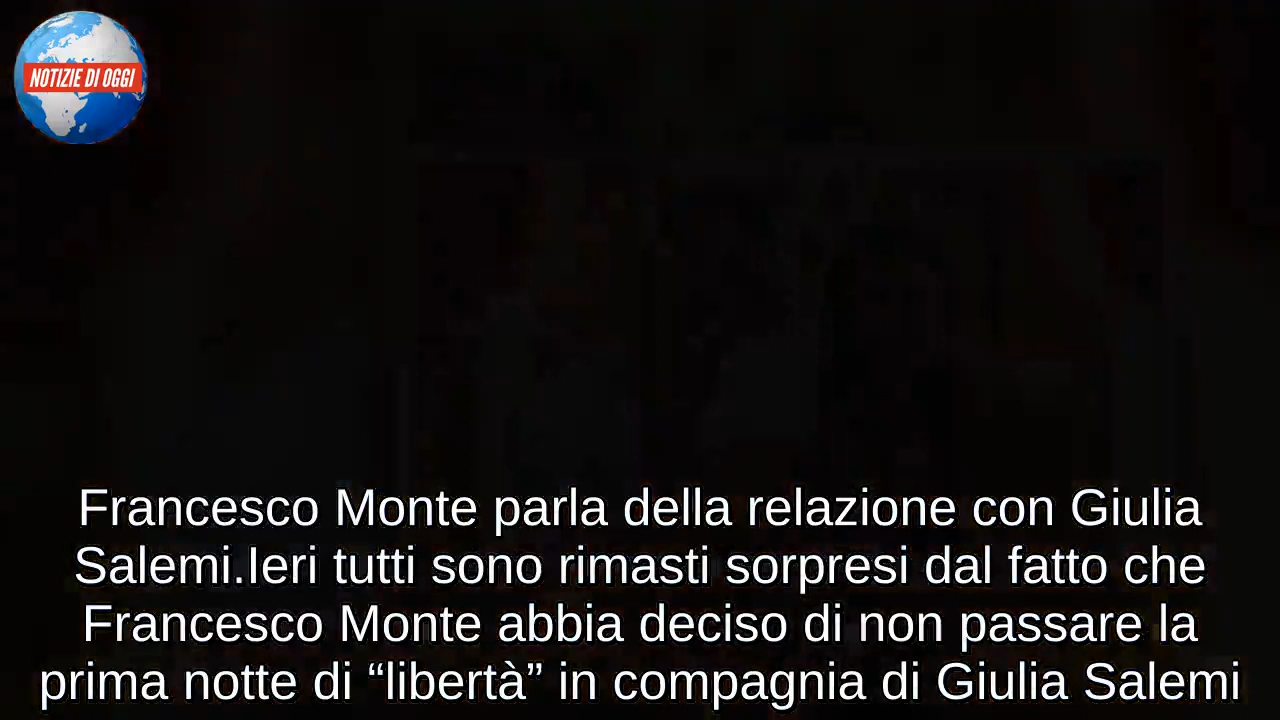 NOTIZIE DI OGGI
Francesco Monte parla della relazione con Giulia
Salemi.Ieri tutti sono rimasti sorpresi dal fatto che
Francesco Monte abbia deciso di non passare la
prima notte di “libertà” in compagnia di Giulia Salemi